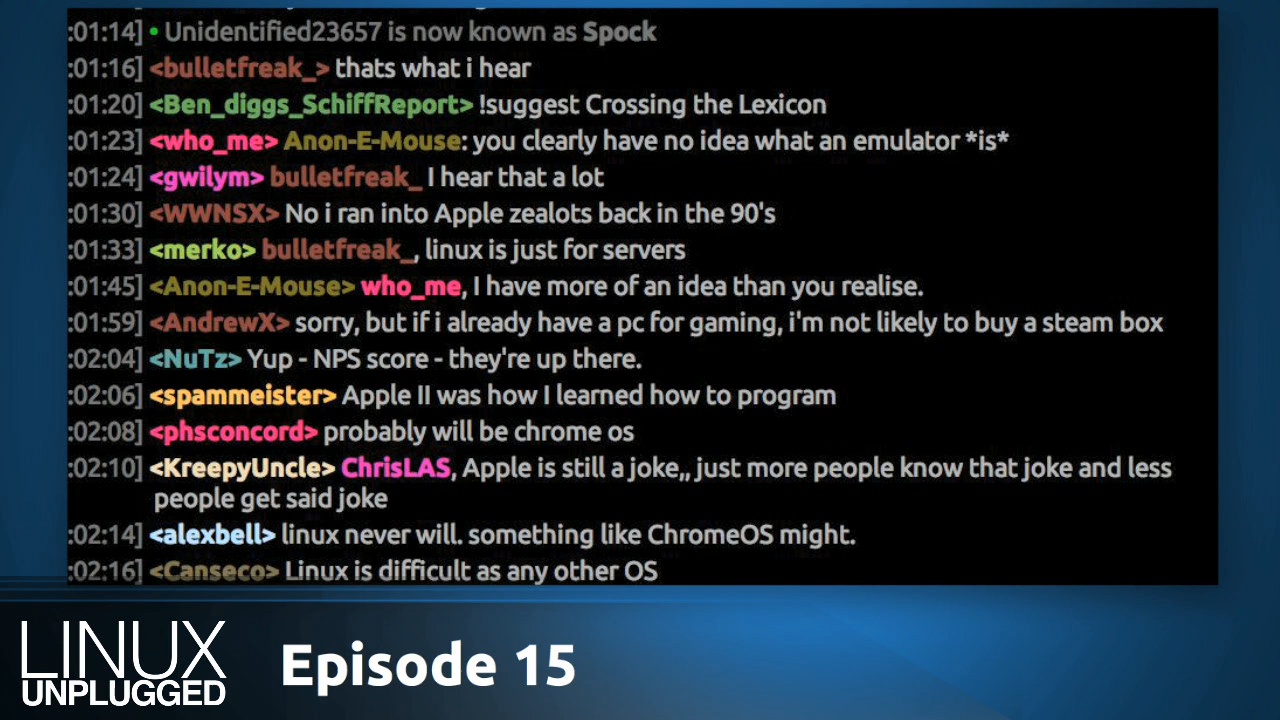 :01:14] • Unidentified23657 is now known as Spock
:01:16] <bulletfreak_> thats what i hear
:01:20] <Ben_diggs_SchiffReport> !suggest Crossing the Lexicon
:01:23] <who_me> Anon-E-Mouse: you clearly have no idea what an emulator *is*
:01:24] <gwilym> bulletfreak_ I hear that a lot
:01:30] <WWNSX> No i ran into Apple zealots back in the 90's
:01:33] <merko> bulletfreak_, linux is just for servers
:01:45] <Anon-E-Mouse> who_me, I have more of an idea than you realise.
:01:59] <AndrewX> sorry, but if i already have a pc for gaming, i'm not likely to buy a steam box
:02:04] <NuTz> Yup - NPS score - they're up there.
:02:06] <spammeister> Apple II was how I learned how to program
:02:08] <phsconcord> probably will be chrome os
:02:10] <KreepyUncle> ChrisLAS, Apple is still a joke,, just more people know that joke and less
people get said joke
:02:14] <alexbell> linux never will. something like ChromeOS might.
:02:16] <Canseco> Linux is difficult as any other OS
LINUX
UNPLUGGED
Episode 15